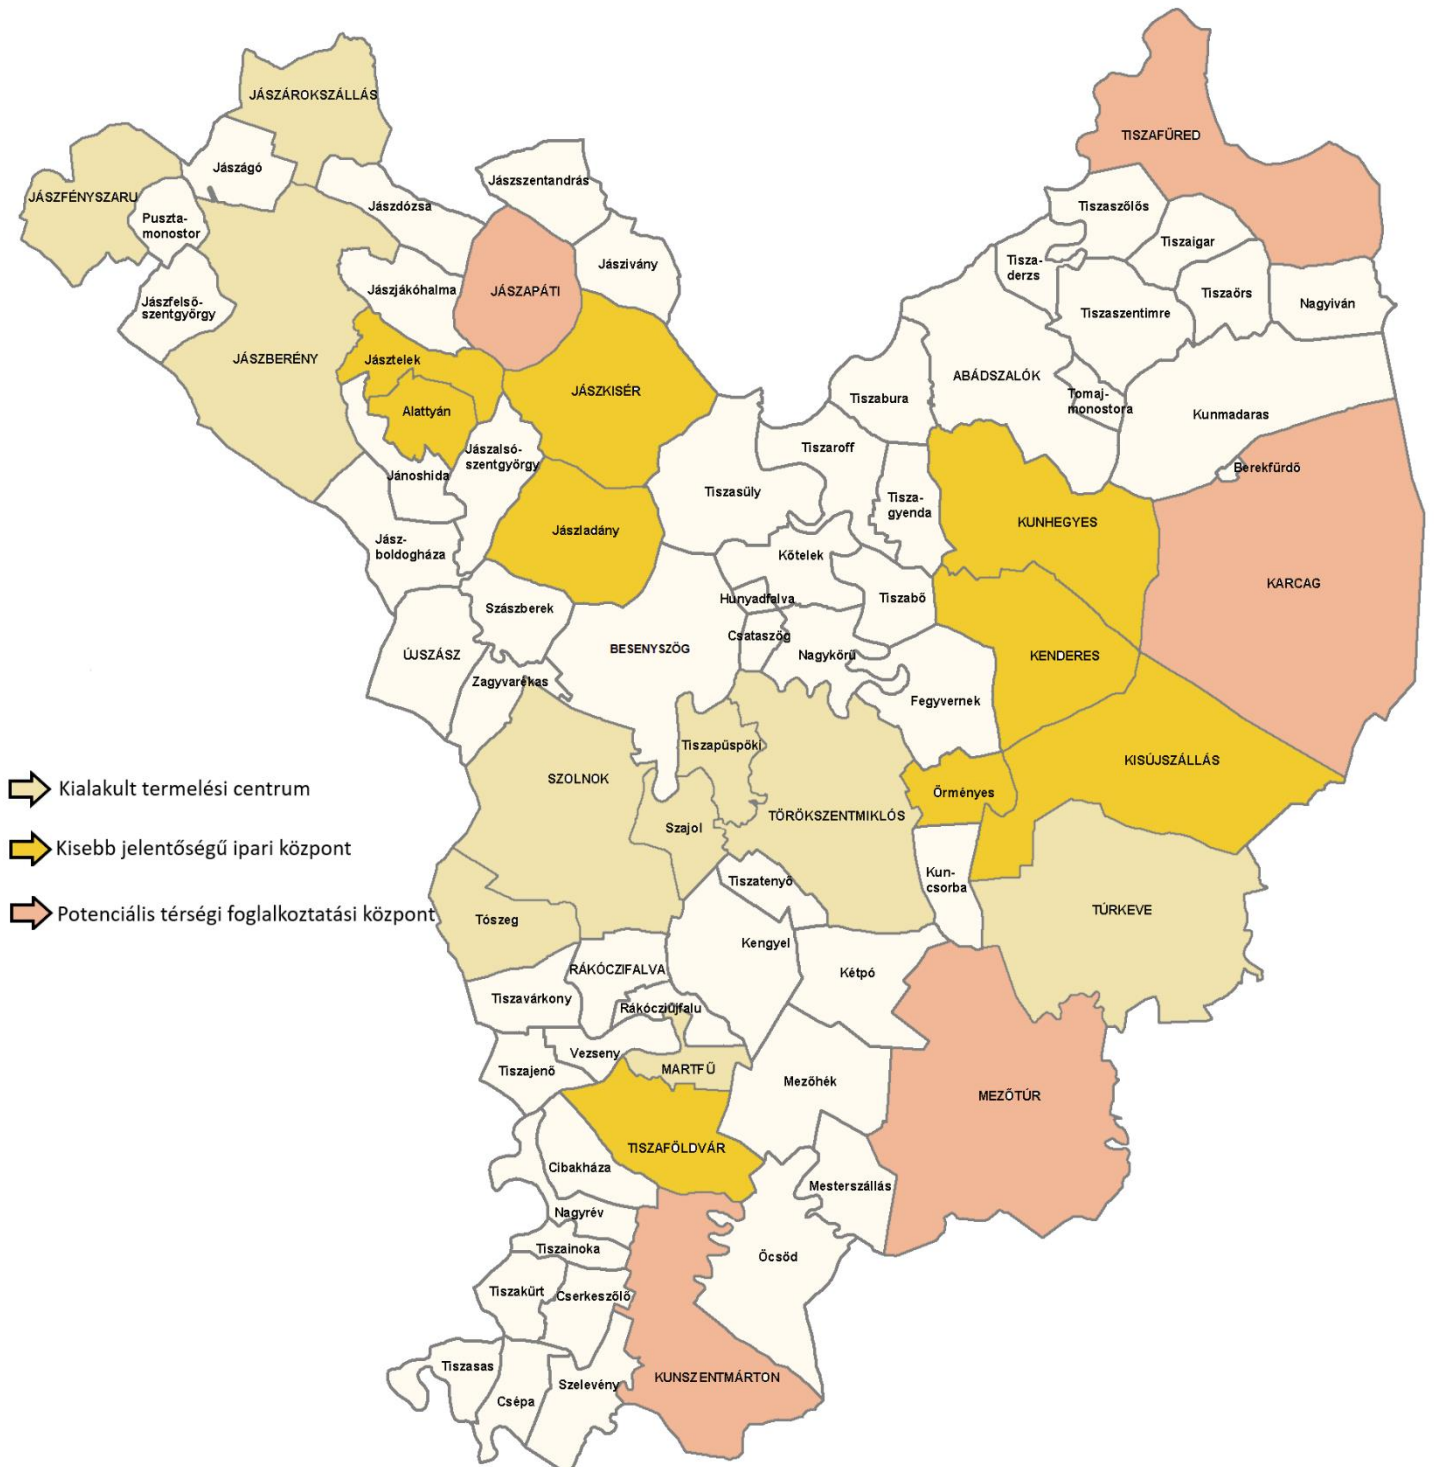 JÁSZÁROKSZÁLLÁS
TISZAFÜRED
Jászágó
Jászszentandrás
JÁSZFÉNYSZARU
Jászdózsa
Tiszaszőlős
Puszta-
monostor
Tiszaigar
Tisza-
derzs
Jászivány
Jászjákóhalma
JÁSZAPÁTI
Tiszaörs
Nagyiván
Jászfelső-
szentgyörgy
Tiszaszentimre
JÁSZBERÉNY
Jásztelek
ABÁDSZALÓK
JÁSZKISÉR
Tomaj-
monostora
Tiszabura
Alattyán
Kunmadaras
Jászalsó-
szentgyörgy
Tiszaroff
Berekfürdő
Jánoshida
Tiszasüly
Tisza-
gyenda
KUNHEGYES
Jászladány
Jász-
boldogháza
Kőtelek
KARCAG
Hunyadfalva
Tiszabő
Szászberek
Csataszög
BESENYSZÖG
ÚJSZÁSZ
Nagykörü
KENDERES
Zagyvarékas
Fegyvernek
Tiszapüspöki
KISÚJSZÁLLÁS
SZOLNOK
Kialakult termelési centrum
Örményes
TÖRÖKSZENTMIKLÓS
Szajol
Kisebb jelentőségű ipari központ
Kun-
csorba
Tiszatenyő
TÚRKEVE
Potenciális térségi foglalkoztatási központ
Tószeg
Kengyel
RÁKÓCZIFALVA
Kétpó
Tiszavárkony
Rákócziújfalu
Vezseny
MARTFŰ
Tiszajenő
Mezőhék
MEZŐTÚR
TISZAFÖLDVÁR
Cibakháza
Mesterszállás
Nagyrév
Tiszainoka
Öcsöd
Tiszakürt
Cserkeszőlő
Tiszasas
KUNSZENTMÁRTON
Szelevény
Csépa